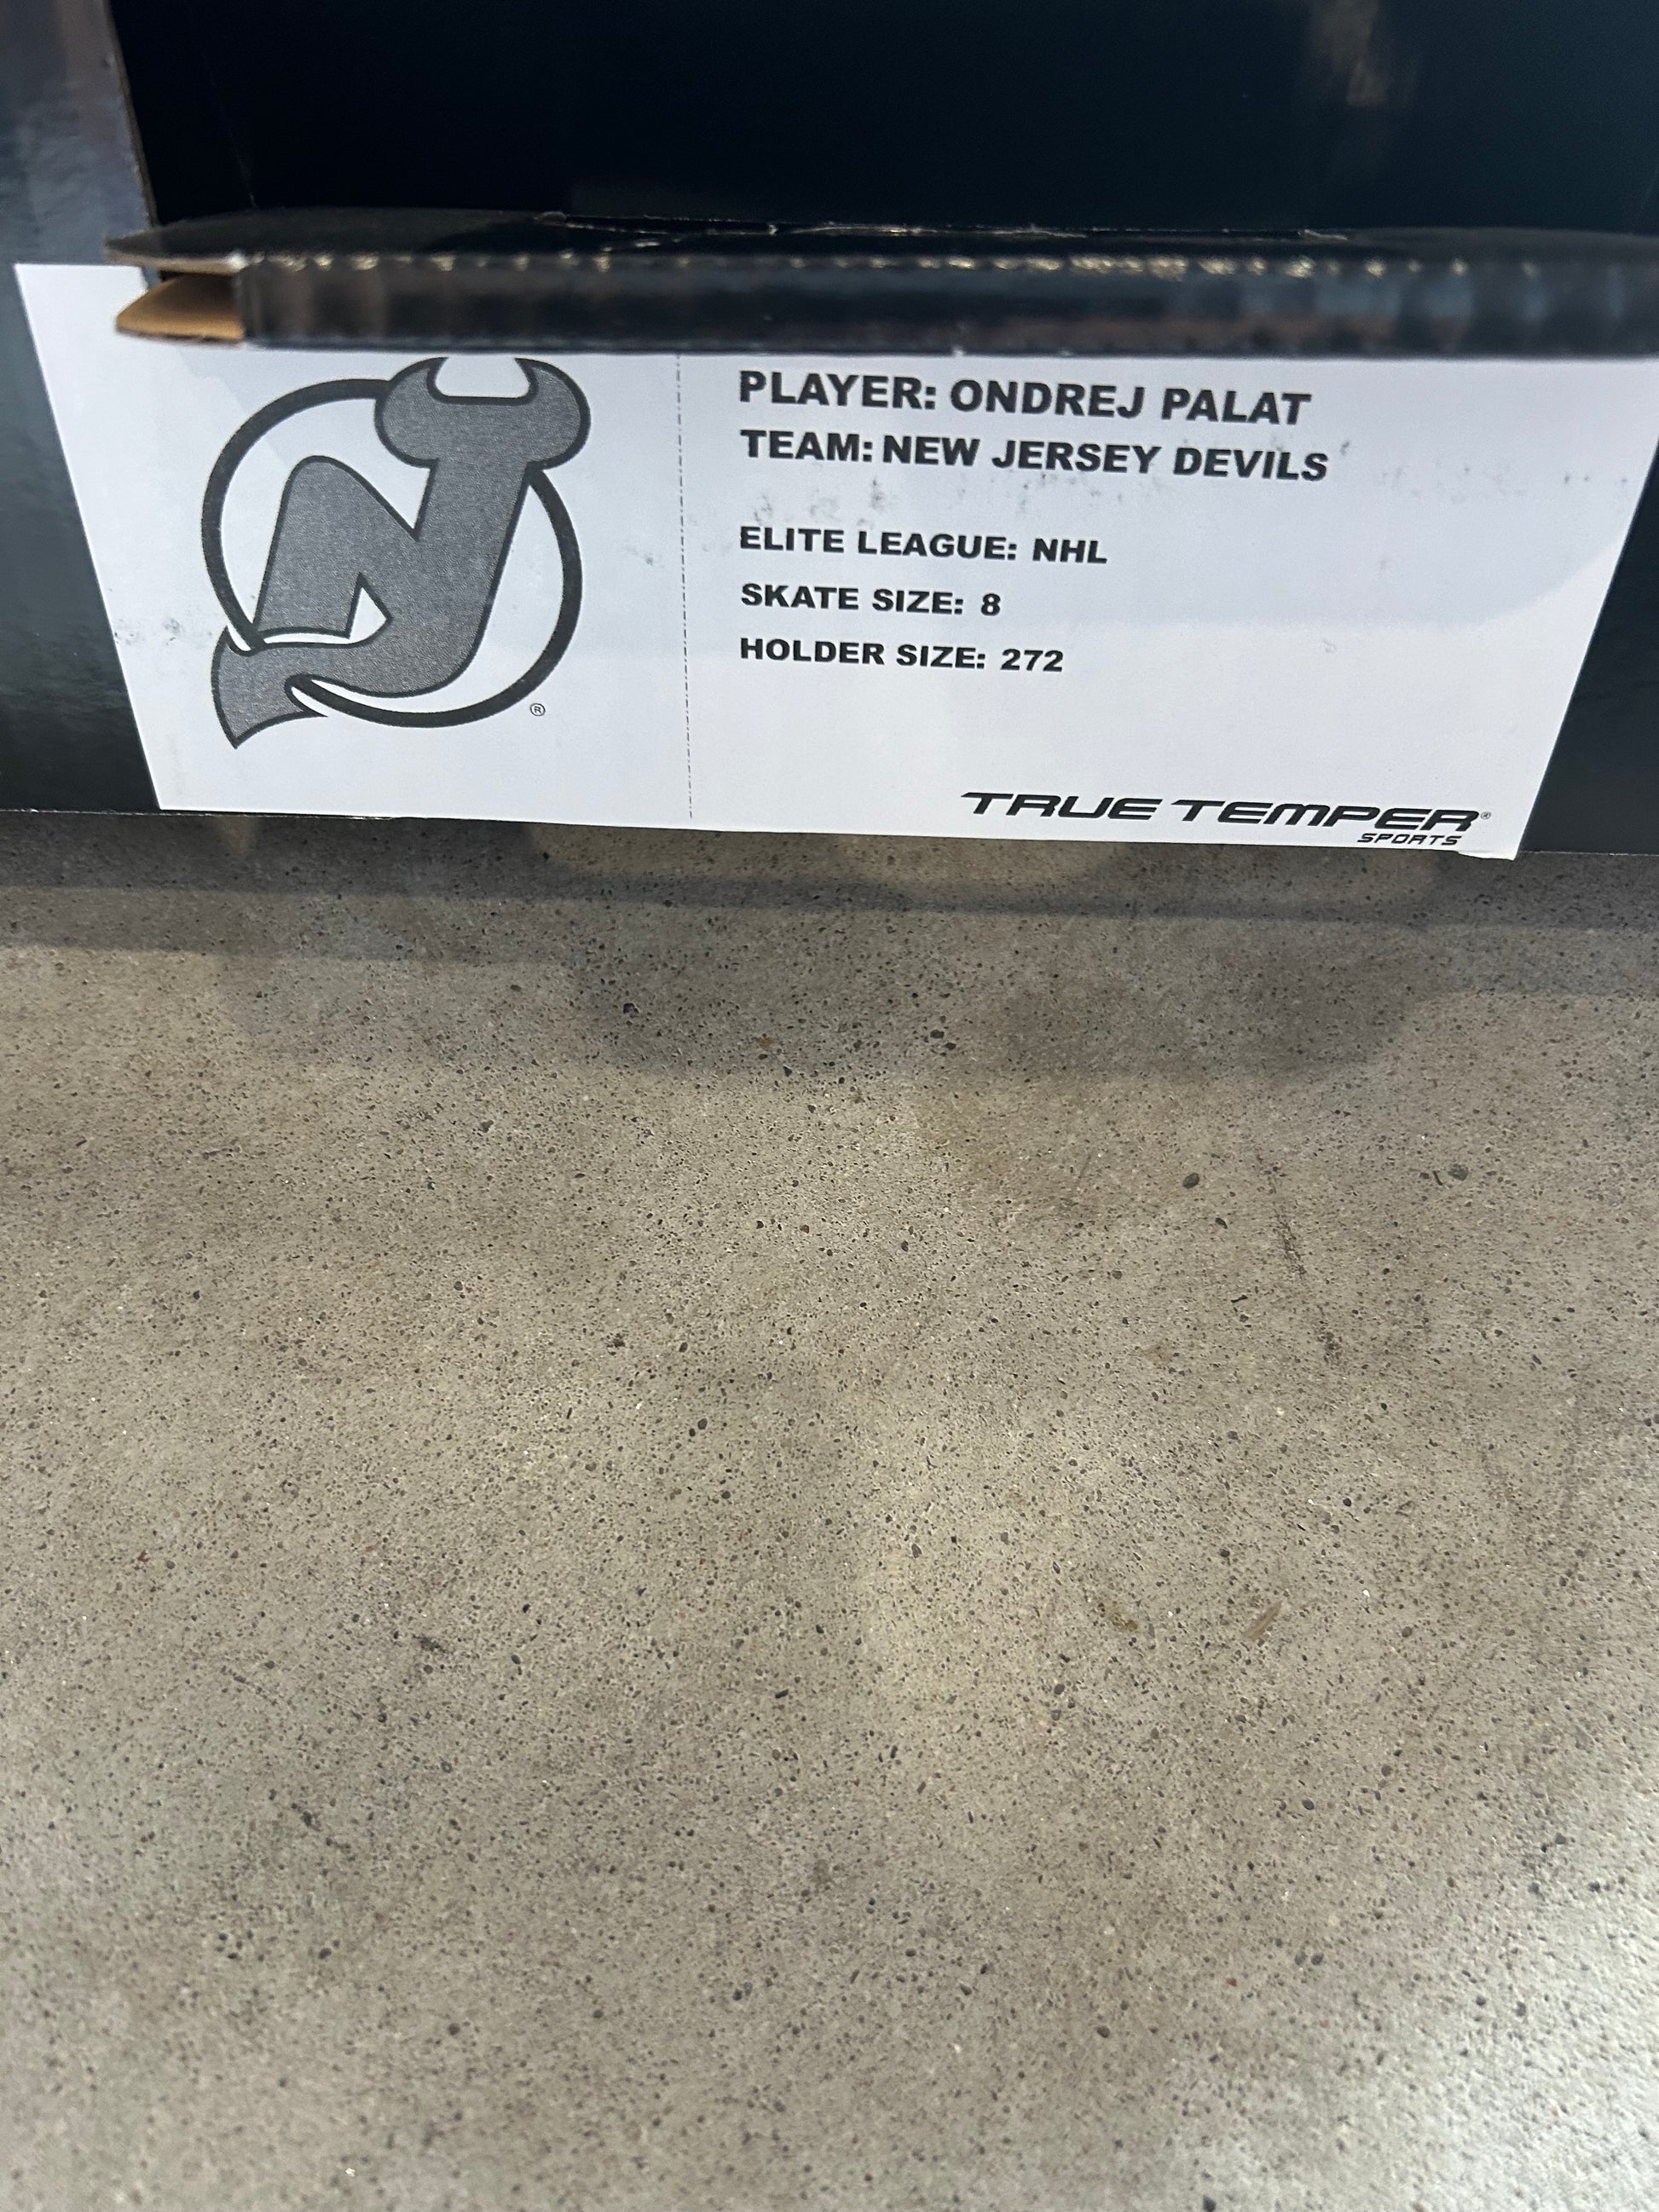 PLAYER: ONDREJ PALAT
TEAM: NEW JERSEY DEVILS
ELITE LEAGUE: NHL
SKATE SIZE: 8
HOLDER SIZE: 272
NJ
®
TRUE TEMPER®
SPORTS